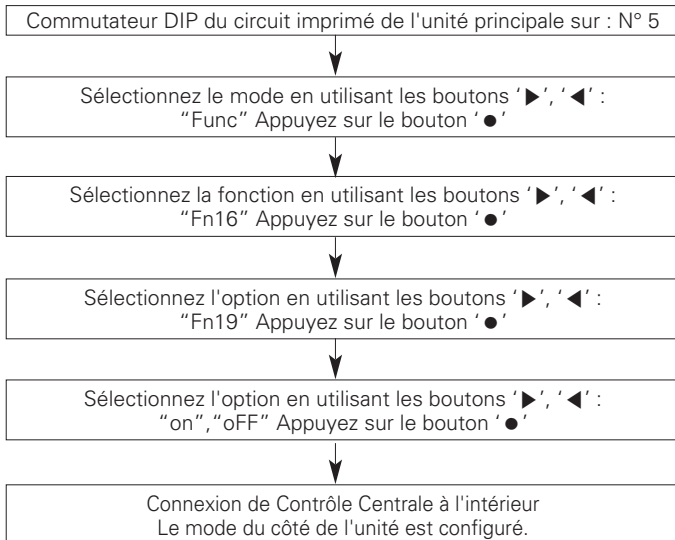 Commutateur DIP du circuit imprimé de l'unité principale sur : N° 5
Sélectionnez le mode en utilisant les boutons ‘▶’, ‘◀’ :
“Func” Appuyez sur le bouton ‘●’
Sélectionnez la fonction en utilisant les boutons ‘▶’, ‘◀’ :
“Fn16” Appuyez sur le bouton ‘●’
Sélectionnez l'option en utilisant les boutons ‘▶’, ‘◀’ :
“Fn19” Appuyez sur le bouton ‘●’
Sélectionnez l'option en utilisant les boutons ‘▶’, ‘◀’ :
“on”,“oFF” Appuyez sur le bouton ‘●’
Connexion de Contrôle Centrale à l'intérieur
Le mode du côté de l'unité est configuré.